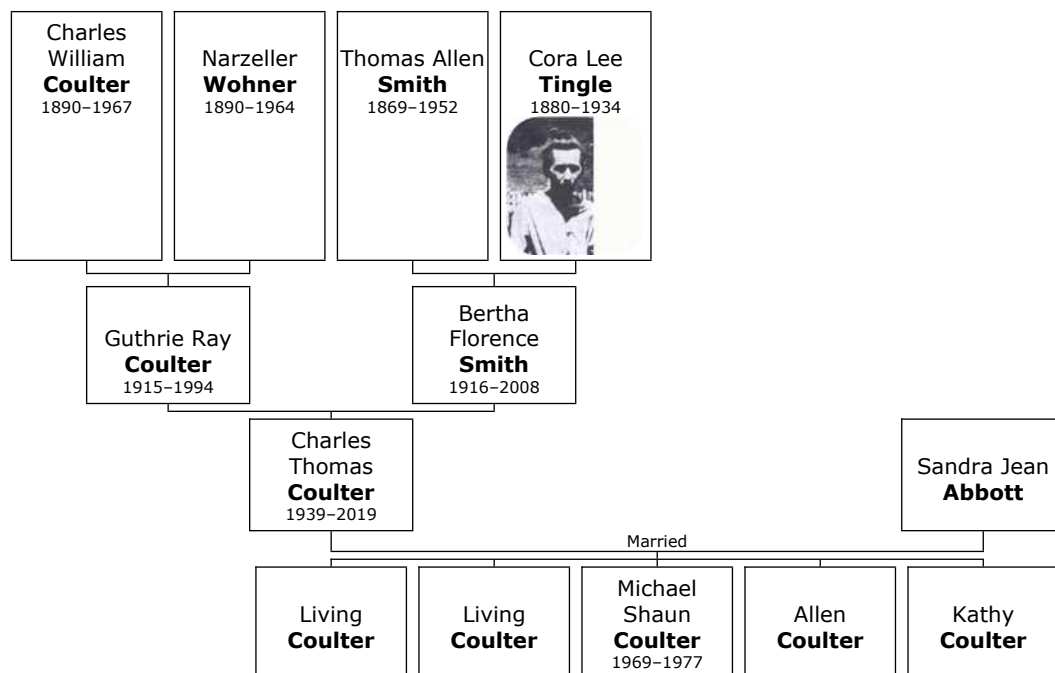 Charles
William
Coulter
1890–1967
Narzeller
Wohner
1890–1964
Thomas Allen
Smith
1869–1952
Cora Lee
Tingle
1880–1934
Guthrie Ray
Coulter
1915–1994
Bertha
Florence
Smith
1916–2008
Charles
Thomas
Coulter
1939–2019
Sandra Jean
Abbott
Married
Living
Coulter
Living
Coulter
Michael
Shaun
Coulter
1969–1977
Allen
Coulter
Kathy
Coulter